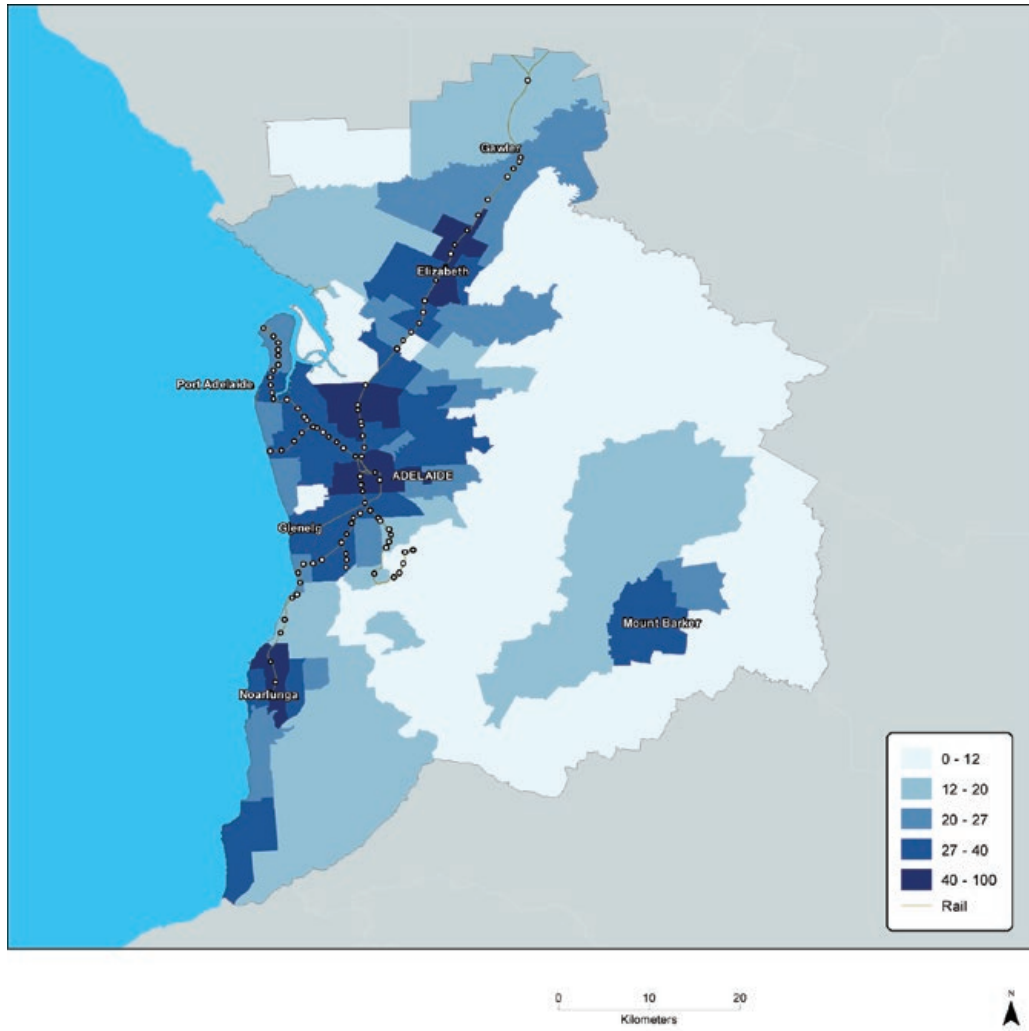 Gawler
Elizabeth
Port Adelaide
ADELAIDE
Glenelg
Mount Barker
Noarlunga
0 - 12
12 - 20
20 - 27
27 - 40
40 - 100
Rail
0 10 20
Kilometers
N